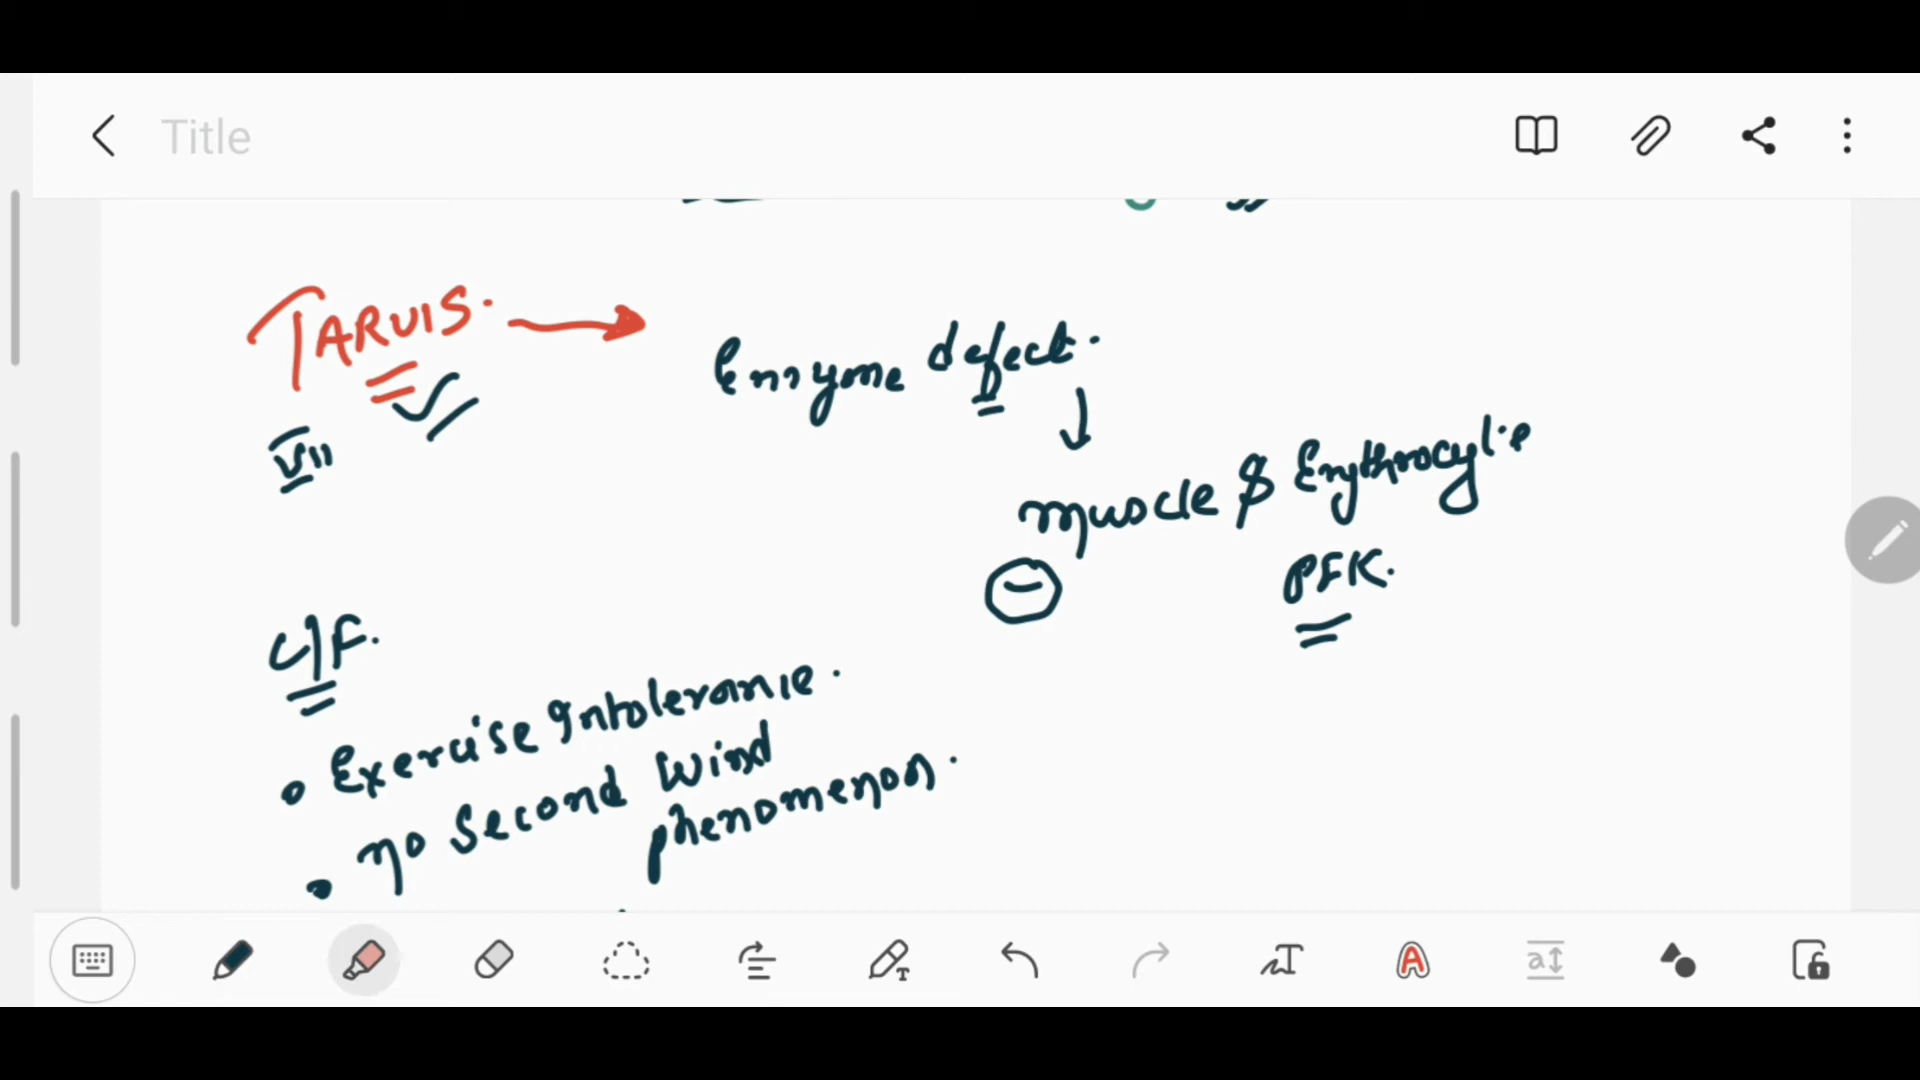 Title
TARUIS.
Enzyme defect.
VII
muscle & Erythrocyte
PFK.
C/F.
Exercise Intolerance.
no Second Wind
phenomenon.